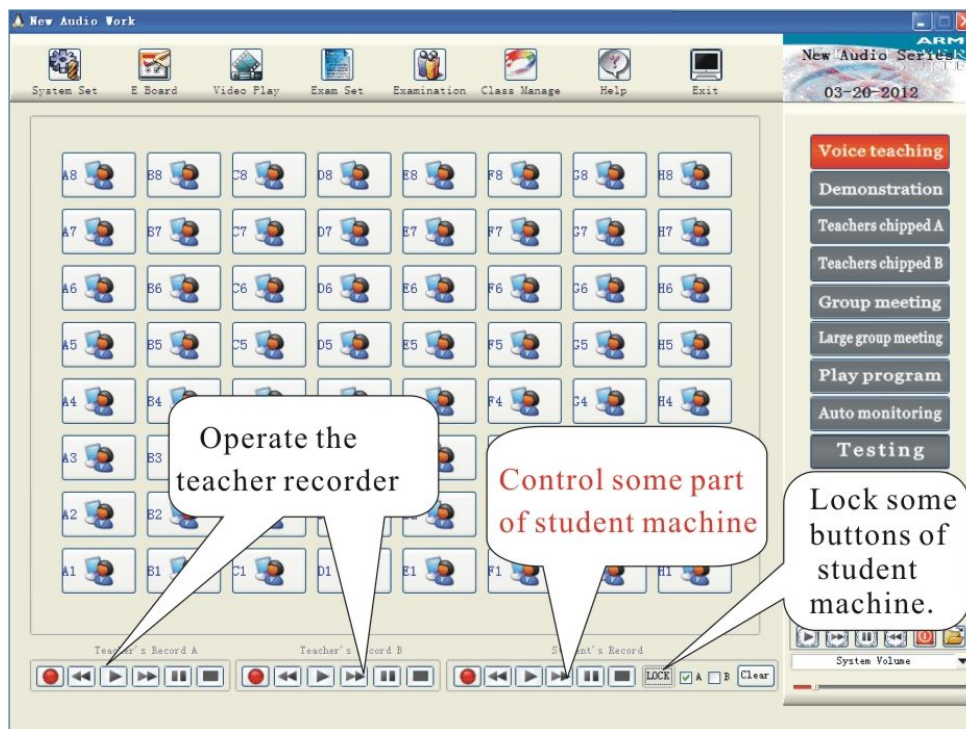 New Audio Work
ARM
New Audio Series
03-20-2012
System Set
E Board
Video Play
Exam Set
Examination
Class Manage
Help
Exit
A8 B8 C8 D8 E8 F8 G8 H8
A7 B7 C7 D7 E7 F7 G7 H7
A6 B6 C6 D6 E6 F6 G6 H6
A5 B5 C5 D5 E5 F5 G5 H5
A4 B4 F4 G4 H4
A3 B3
A2 B2
A1 B1 C1 D1 E1 F1 H1
Voice teaching
Demonstration
Teachers chipped A
Teachers chipped B
Group meeting
Large group meeting
Play program
Auto monitoring
Testing
Operate the
teacher recorder
Control some part
of student machine
Lock some
buttons of
student
machine.
Teacher's Record A
Teacher's Record B
Student's Record
LOCK A B Clear
System Volume